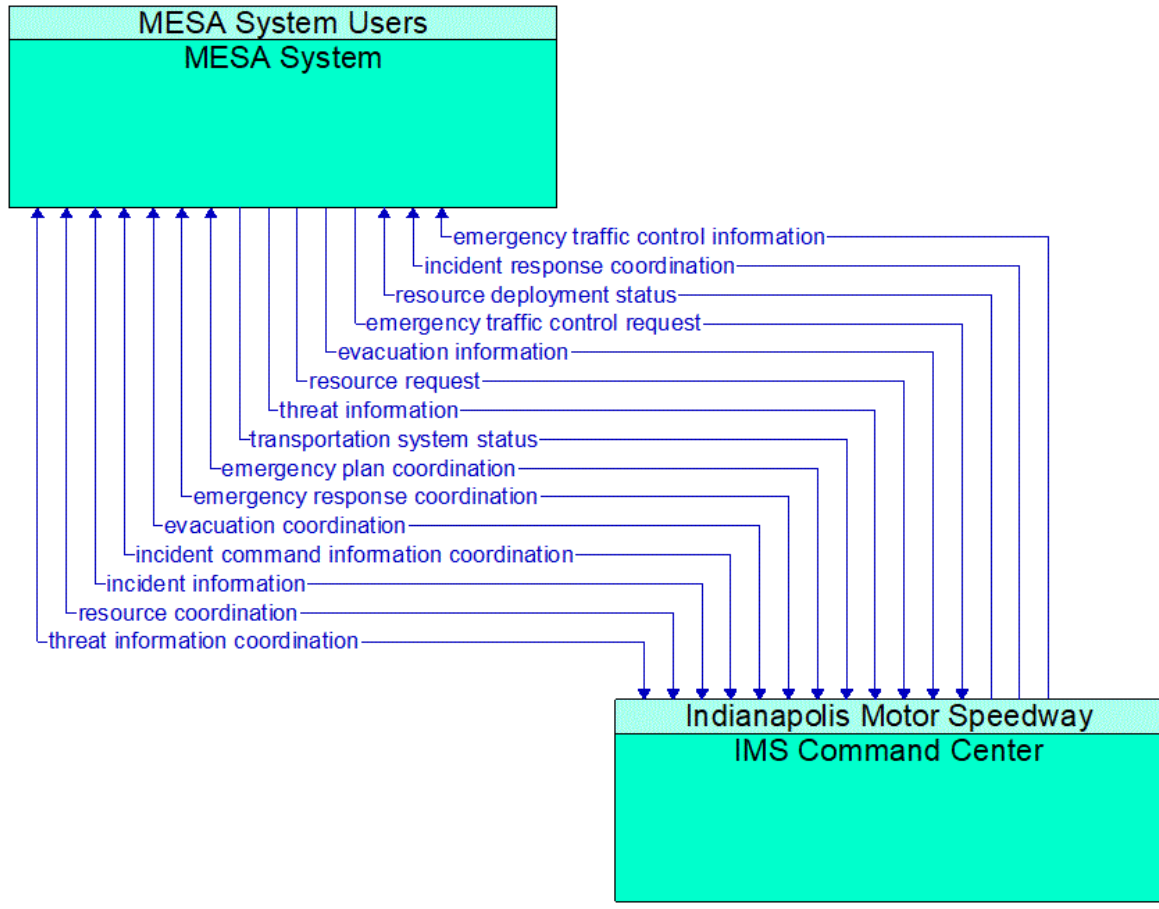 MESA System Users
MESA System
emergency traffic control information
incident response coordination
resource deployment status
emergency traffic control request
evacuation information
resource request
threat information
transportation system status
emergency plan coordination
emergency response coordination
evacuation coordination
incident command information coordination
incident information
resource coordination
threat information coordination
Indianapolis Motor Speedway
IMS Command Center